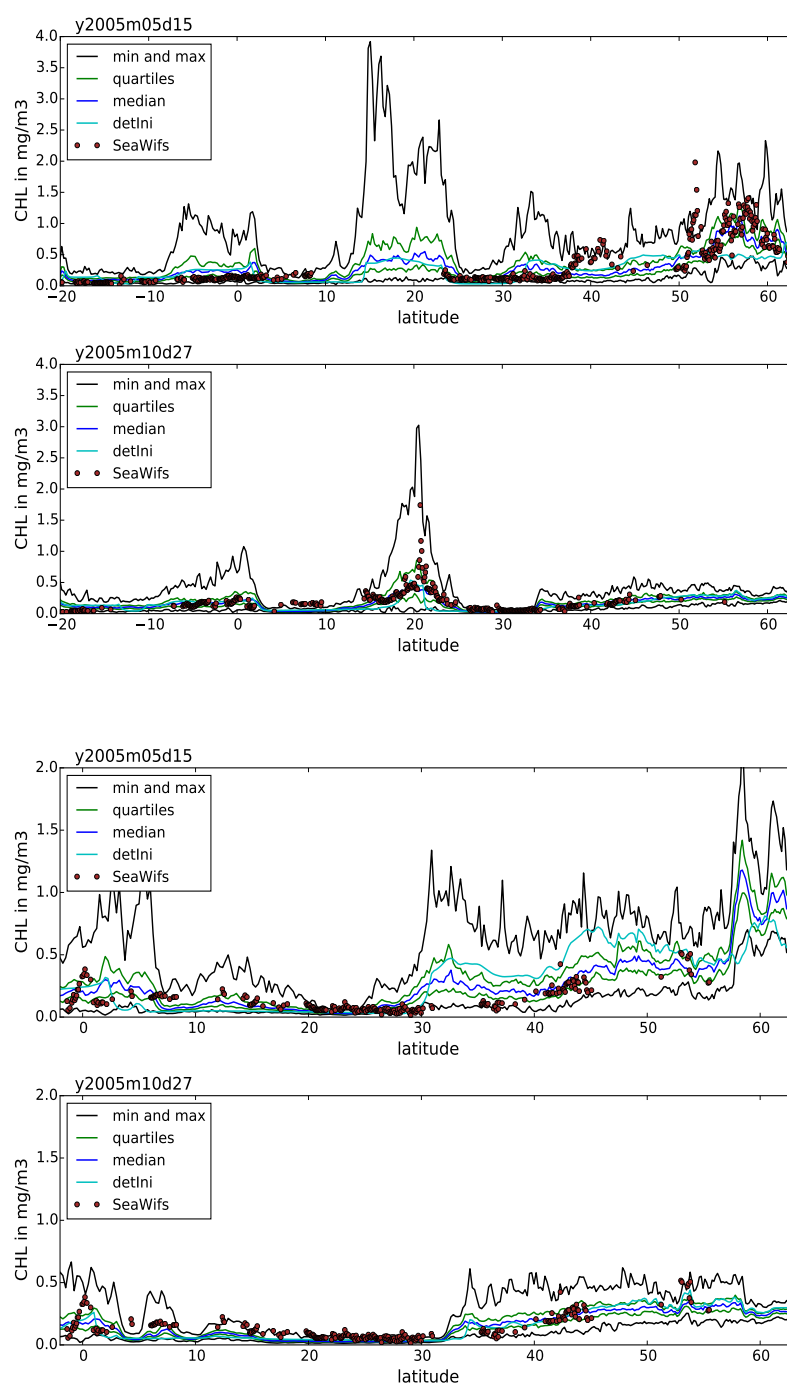 y2005m05d15
4.0
3.5
3.0
2.5
2.0
1.5
1.0
0.5
0.0
CHL in mg/m3
min and max
quartiles
median
detIni
SeaWifs
−20 −10 0 10 20 30 40 50 60
latitude
y2005m10d27
4.0
3.5
3.0
2.5
2.0
1.5
1.0
0.5
0.0
CHL in mg/m3
min and max
quartiles
median
detIni
SeaWifs
−20 −10 0 10 20 30 40 50 60
latitude
y2005m05d15
2.0
1.5
1.0
0.5
0.0
CHL in mg/m3
min and max
quartiles
median
detIni
SeaWifs
0 10 20 30 40 50 60
latitude
y2005m10d27
2.0
1.5
1.0
0.5
0.0
CHL in mg/m3
min and max
quartiles
median
detIni
SeaWifs
0 10 20 30 40 50 60
latitude